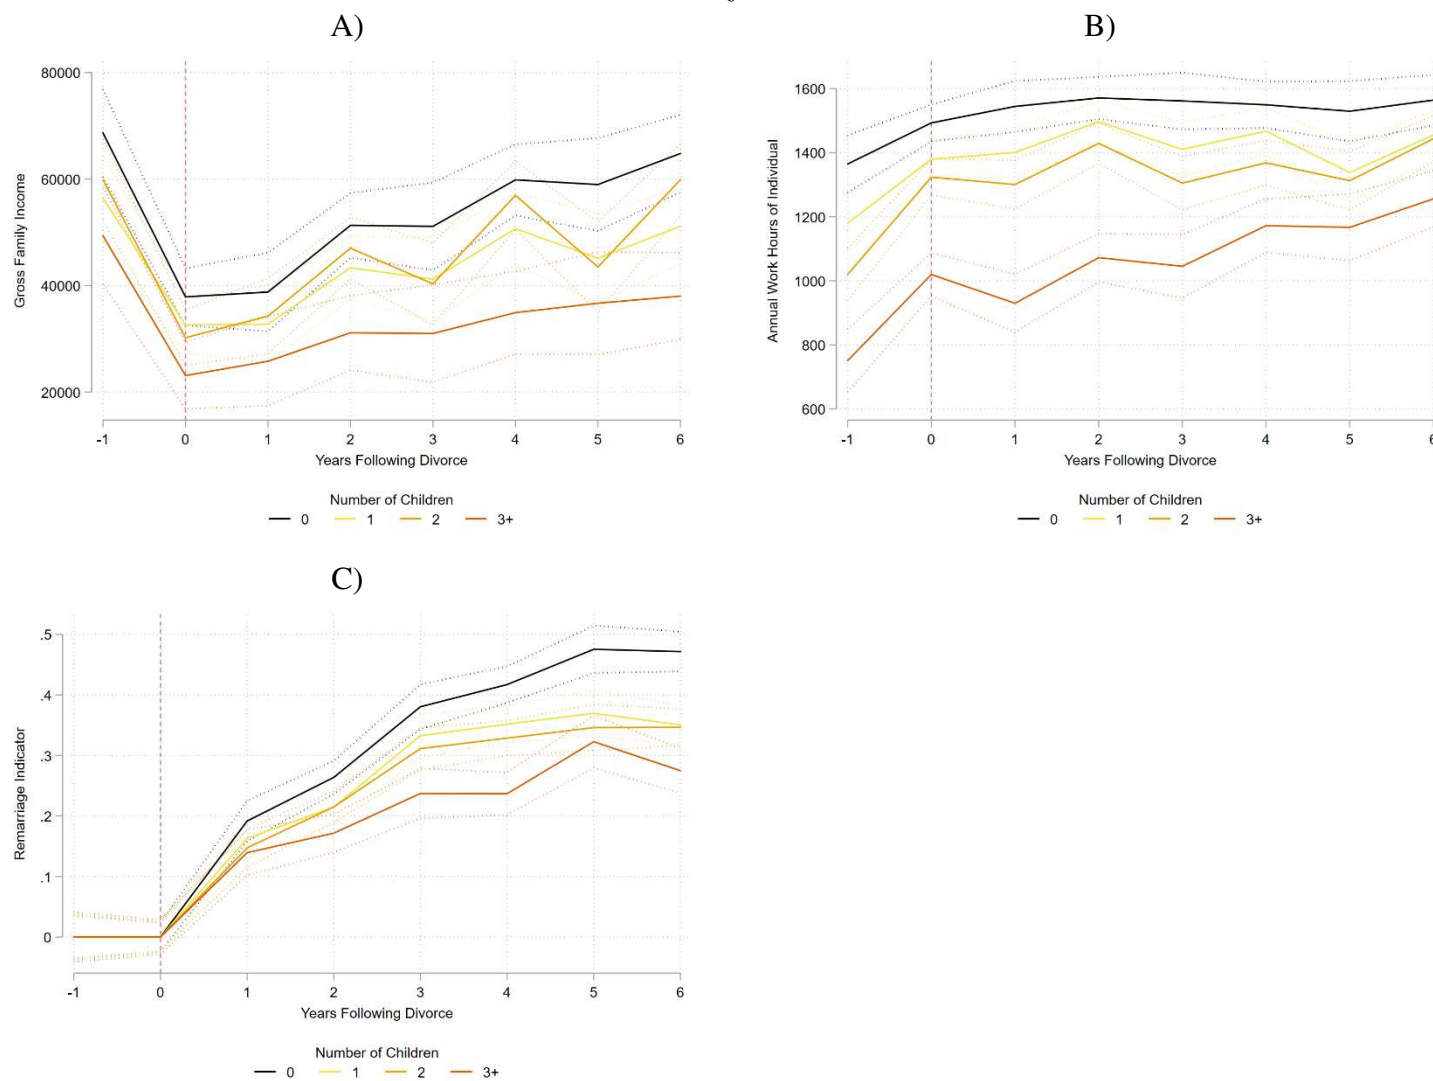 A)
80000
60000
40000
20000
Gross Family Income
-1 0 1 2 3 4 5 6
Years Following Divorce
Number of Children
0 1 2 3+
B)
1600
1400
1200
1000
800
600
Annual Work Hours of Individual
-1 0 1 2 3 4 5 6
Years Following Divorce
Number of Children
0 1 2 3+
C)
.5
.4
.3
.2
.1
0
Remarriage Indicator
-1 0 1 2 3 4 5 6
Years Following Divorce
Number of Children
0 1 2 3+